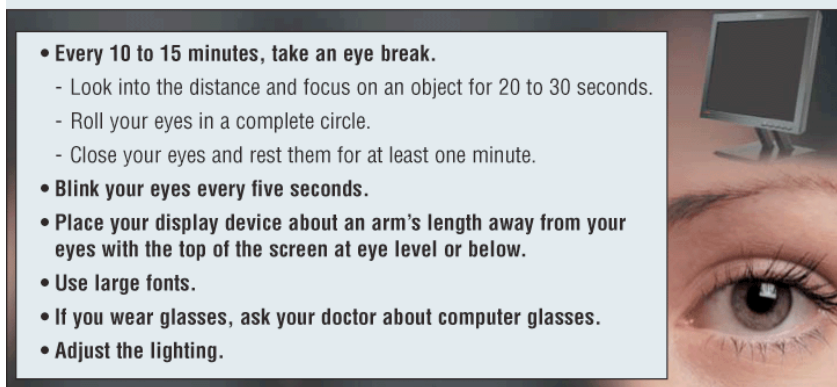 • Every 10 to 15 minutes, take an eye break.
- Look into the distance and focus on an object for 20 to 30 seconds.
- Roll your eyes in a complete circle.
- Close your eyes and rest them for at least one minute.
• Blink your eyes every five seconds.
• Place your display device about an arm's length away from your
eyes with the top of the screen at eye level or below.
• Use large fonts.
• If you wear glasses, ask your doctor about computer glasses.
• Adjust the lighting.